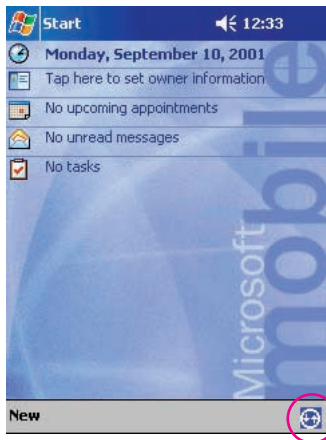 Start 12:33
Monday, September 10, 2001
Tap here to set owner information
No upcoming appointments
No unread messages
No tasks
Microsoft
mobile
New